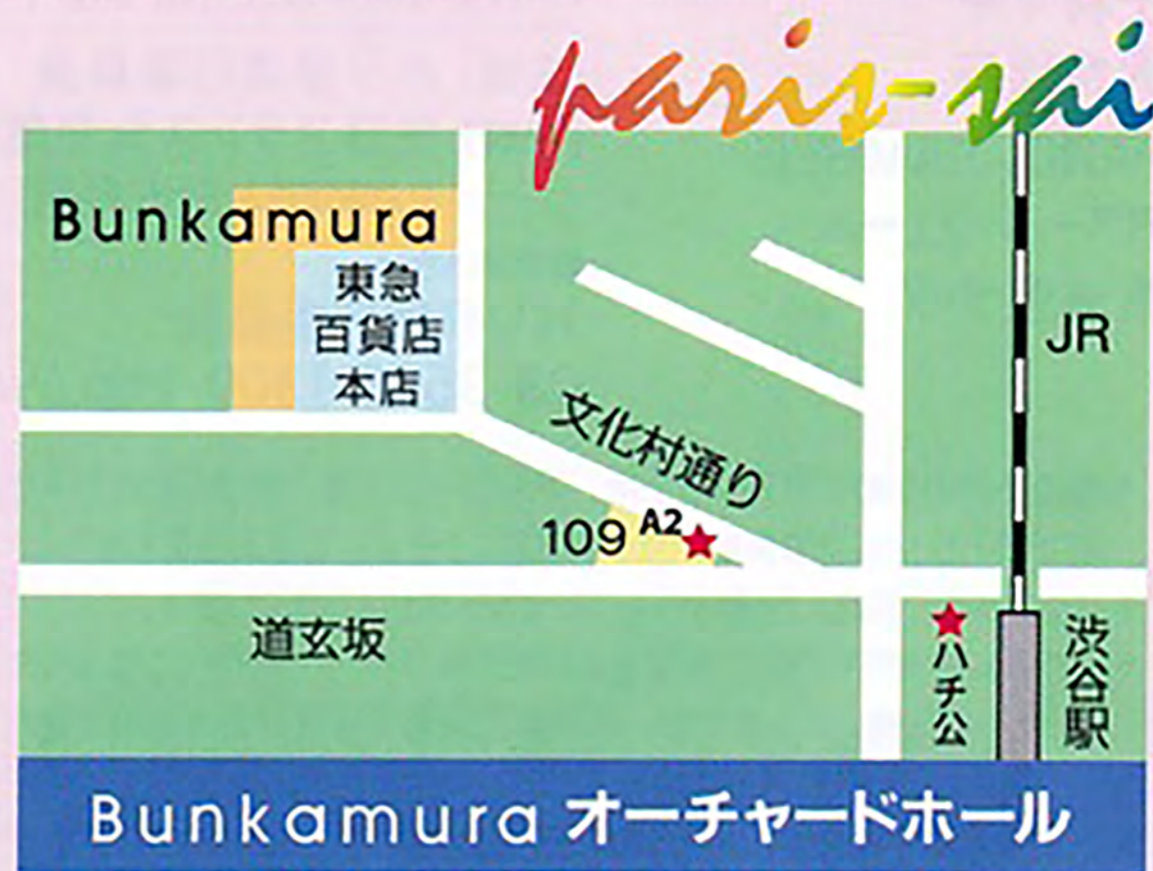 paris-sai
Bunkamura
東急
百貨店
本店
JR
文化村通り
109
A2
道玄坂
ハチ公
渋谷駅
Bunkamura オーチャードホール